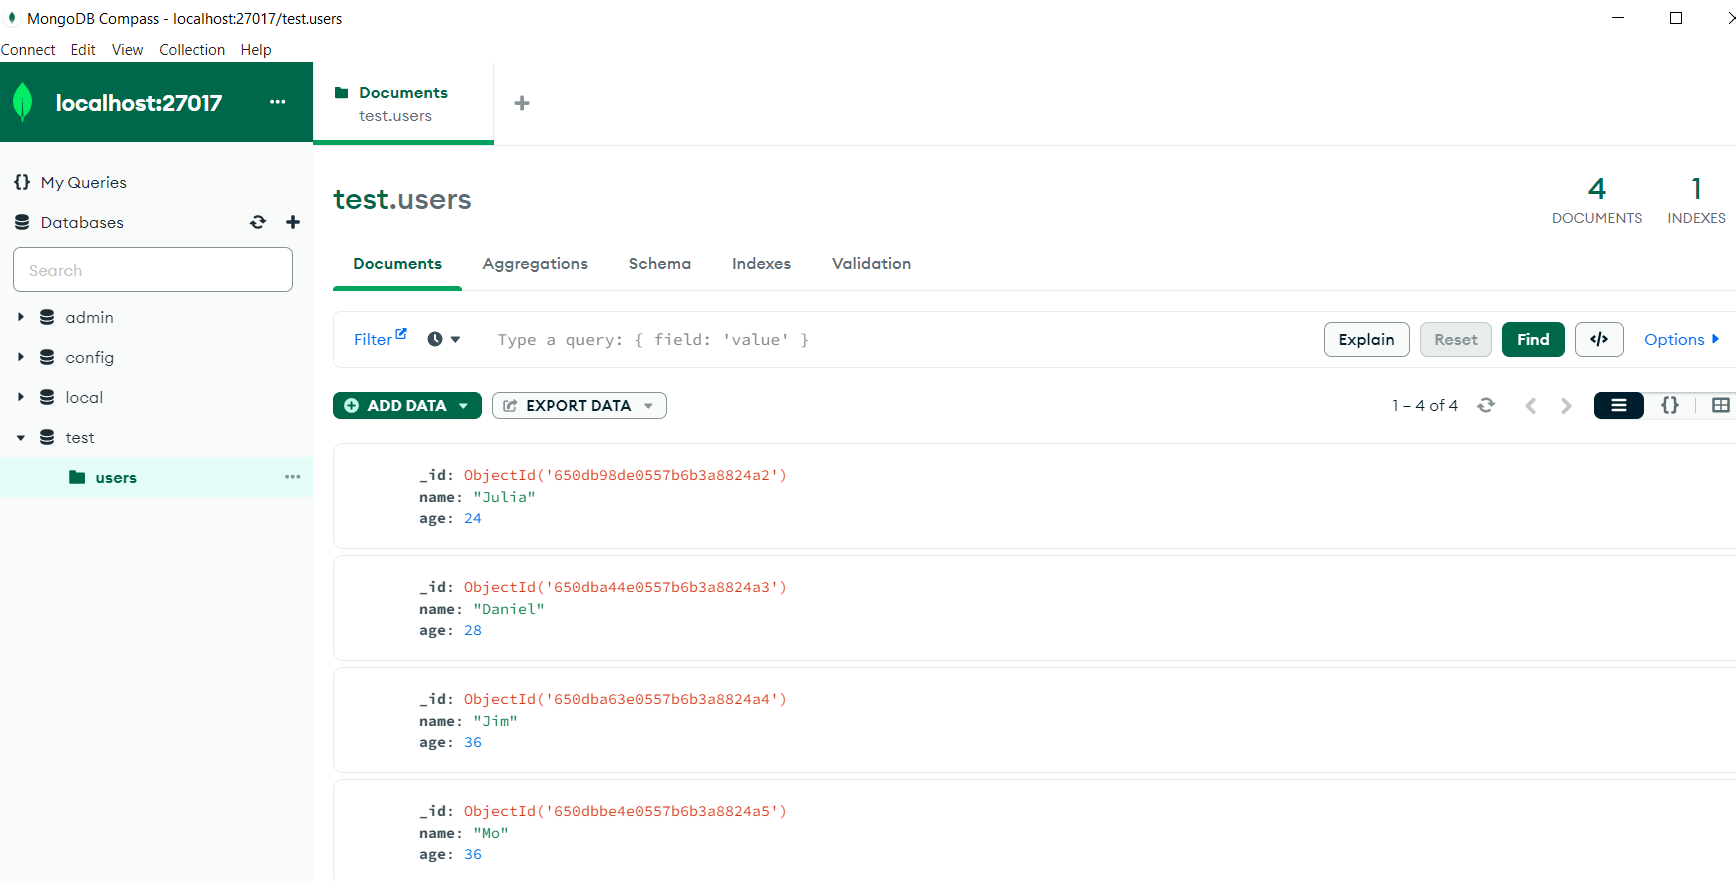 MongoDB Compass - localhost:27017/test.users
Connect Edit View Collection Help
localhost:27017 ...
Documents
test.users
{} My Queries
Databases
Search
admin
config
local
test
users ...
test.users
4
DOCUMENTS
1
INDEXES
Documents Aggregations Schema Indexes Validation
Filter Type a query: { field: 'value' } Explain Reset Find </> Options
ADD DATA EXPORT DATA 1 – 4 of 4 {}
_id: ObjectId('650db98de0557b6b3a8824a2')
name: "Julia"
age: 24
_id: ObjectId('650dba44e0557b6b3a8824a3')
name: "Daniel"
age: 28
_id: ObjectId('650dba63e0557b6b3a8824a4')
name: "Jim"
age: 36
_id: ObjectId('650dbbe4e0557b6b3a8824a5')
name: "Mo"
age: 36